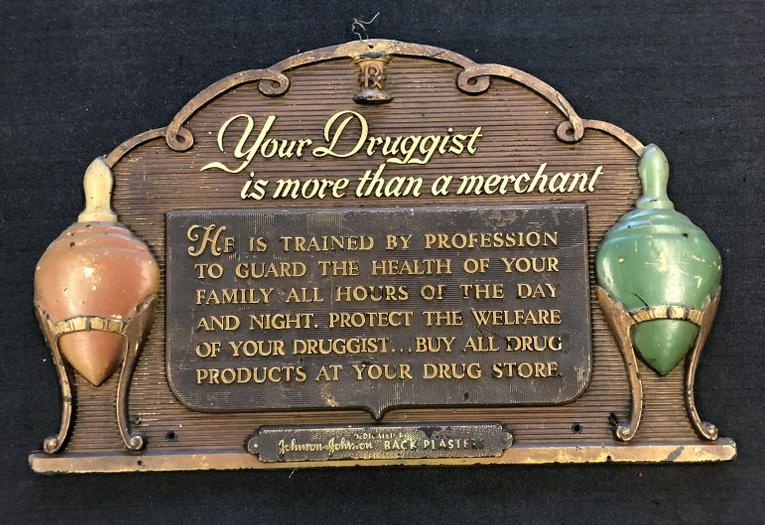 ℞
Your Druggist
is more than a merchant
HE IS TRAINED BY PROFESSION
TO GUARD THE HEALTH OF YOUR
FAMILY ALL HOURS OF THE DAY
AND NIGHT. PROTECT THE WELFARE
OF YOUR DRUGGIST...BUY ALL DRUG
PRODUCTS AT YOUR DRUG STORE.
DEDICATED BY
Johnson & Johnson BACK PLASTERS